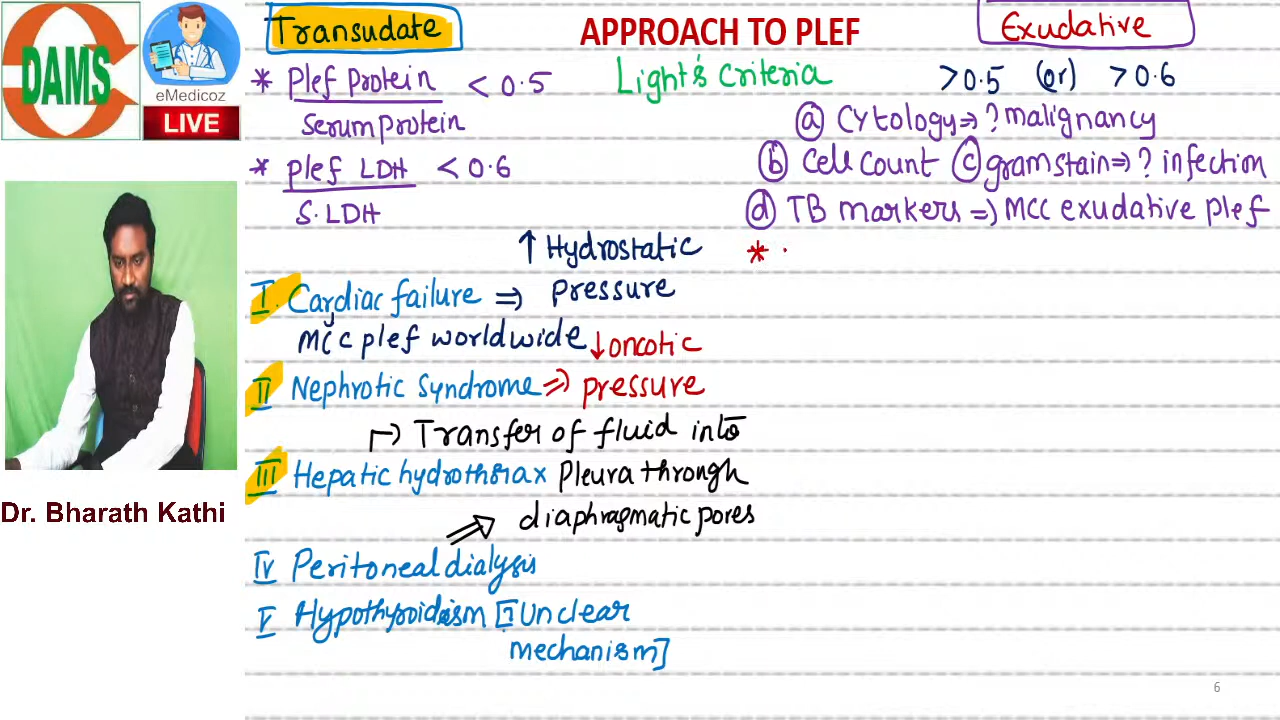 DAMS
eMedicoz
LIVE
Dr. Bharath Kathi
APPROACH TO PLEF
Transudate
Exudative
Light's Criteria
* Plef protein < 0.5
Serum protein
* Plef LDH < 0.6
S. LDH
>0.5 (or) >0.6
(a) Cytology ⇒ ? malignancy
(b) Cell count (c) gramstain ⇒ ? infection
(d) TB markers ⇒ MCC exudative plef
*
↑ Hydrostatic
I. Cardiac failure ⇒ pressure
MCC plef worldwide
↓ oncotic
II Nephrotic Syndrome ⇒ pressure
↱ Transfer of fluid into
III Hepatic hydrothorax Pleura through
⇒ diaphragmatic pores
IV Peritoneal dialysis
V Hypothyroidism [? Unclear
mechanism]
6